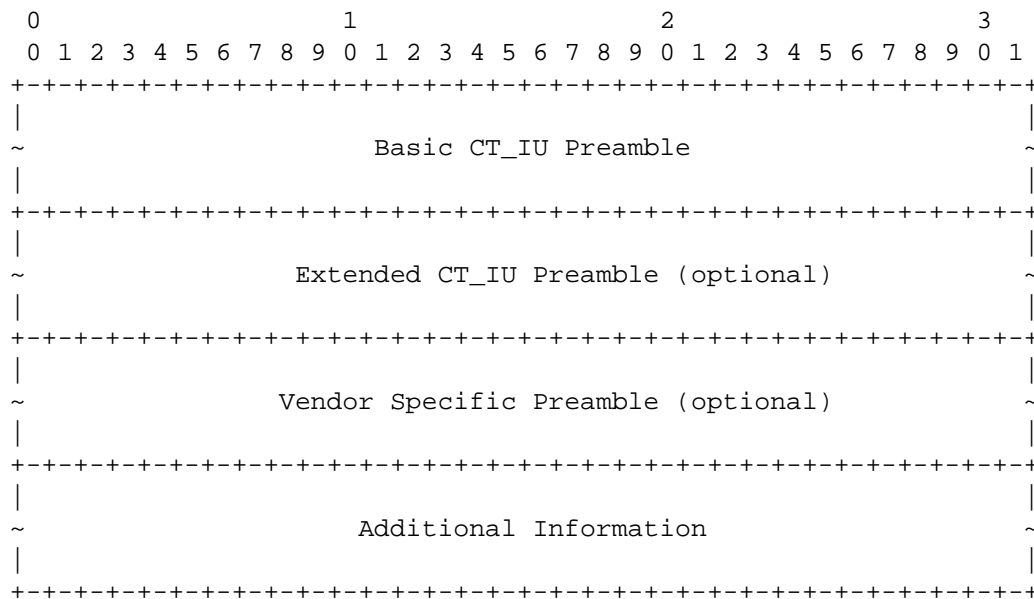 0                   1                   2                   3
 0 1 2 3 4 5 6 7 8 9 0 1 2 3 4 5 6 7 8 9 0 1 2 3 4 5 6 7 8 9 0 1
+-+-+-+-+-+-+-+-+-+-+-+-+-+-+-+-+-+-+-+-+-+-+-+-+-+-+-+-+-+-+-+-+
|                                                               |
~                     Basic CT_IU Preamble                      ~
|                                                               |
+-+-+-+-+-+-+-+-+-+-+-+-+-+-+-+-+-+-+-+-+-+-+-+-+-+-+-+-+-+-+-+-+
|                                                               |
~                Extended CT_IU Preamble (optional)             ~
|                                                               |
+-+-+-+-+-+-+-+-+-+-+-+-+-+-+-+-+-+-+-+-+-+-+-+-+-+-+-+-+-+-+-+-+
|                                                               |
~               Vendor Specific Preamble (optional)             ~
|                                                               |
+-+-+-+-+-+-+-+-+-+-+-+-+-+-+-+-+-+-+-+-+-+-+-+-+-+-+-+-+-+-+-+-+
|                                                               |
~                    Additional Information                     ~
|                                                               |
+-+-+-+-+-+-+-+-+-+-+-+-+-+-+-+-+-+-+-+-+-+-+-+-+-+-+-+-+-+-+-+-+